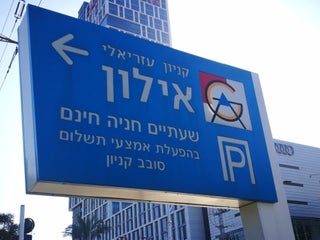 קניון עזריאלי
אילון
שעתיים חניה חינם
בהפעלת אמצעי תשלום
סובב קניון
P